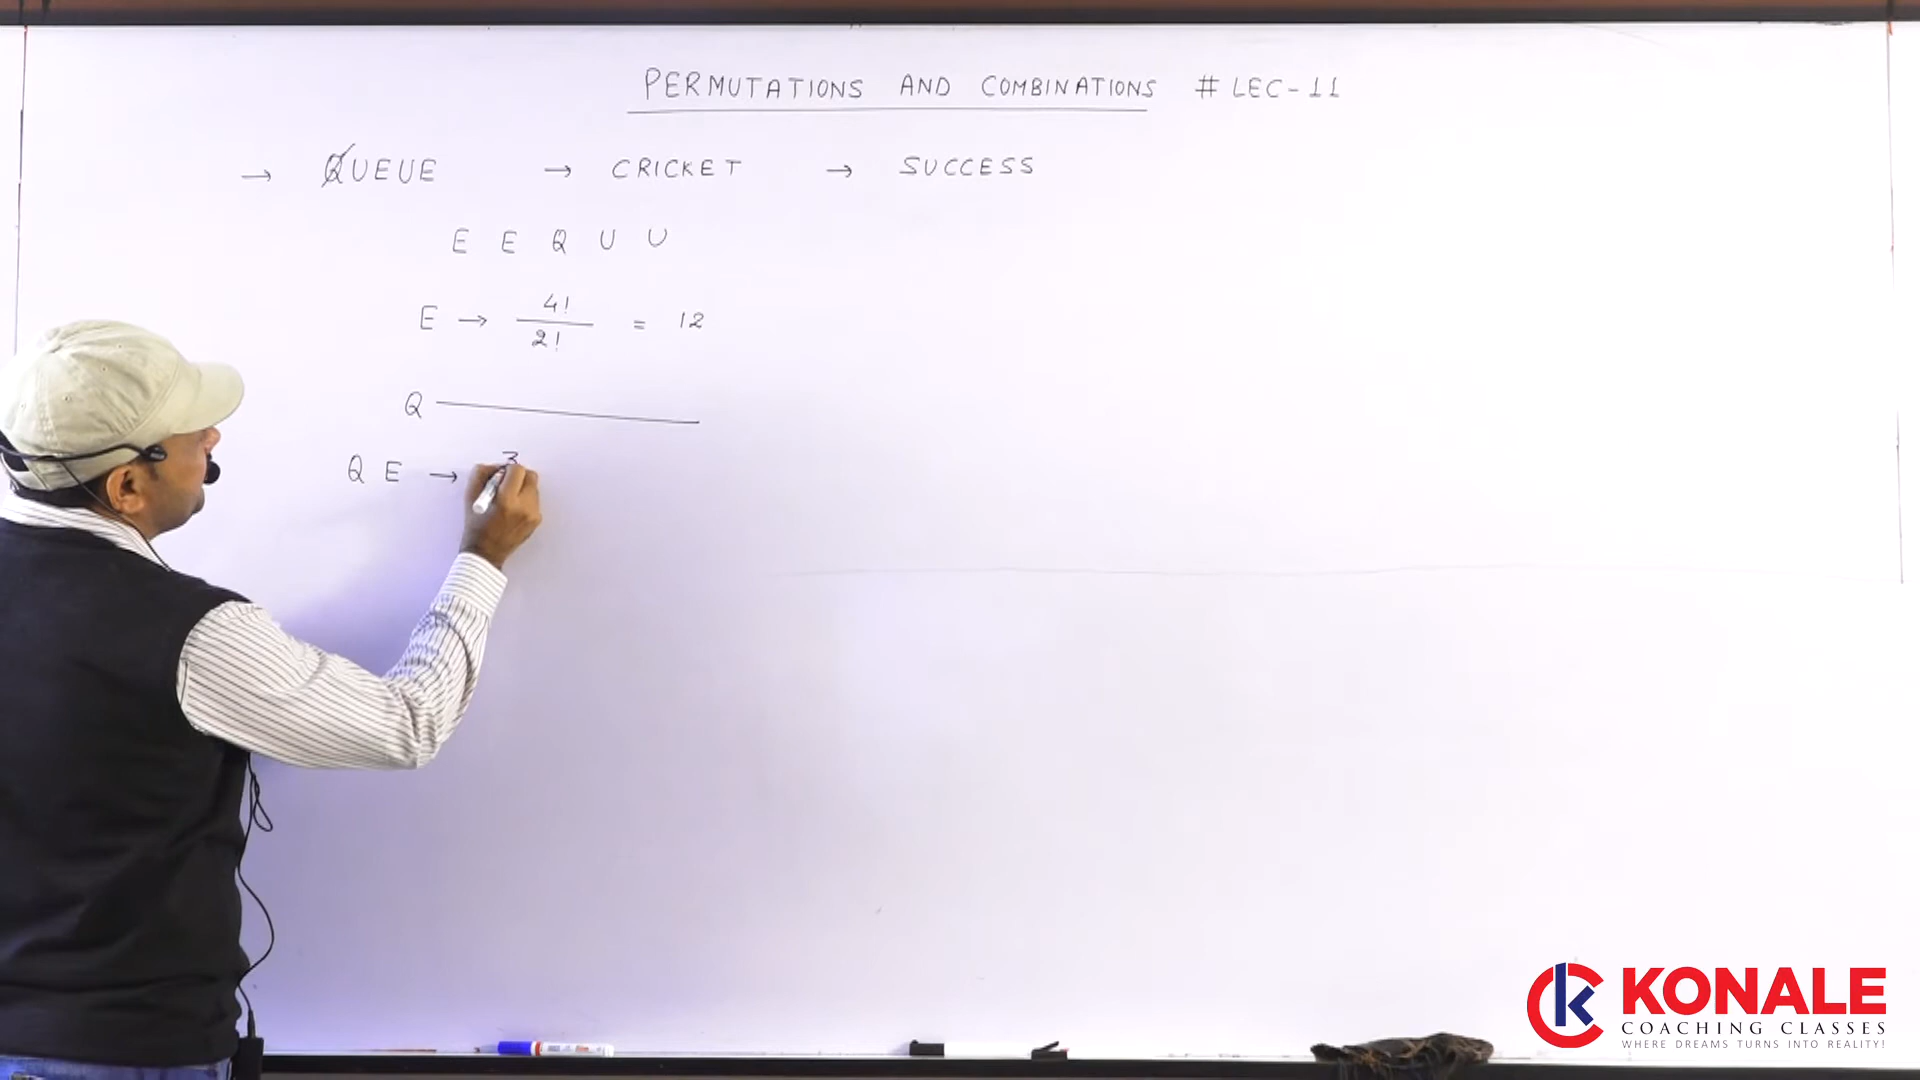 PERMUTATIONS AND COMBINATIONS # LEC-11
→ QUEUE → CRICKET → SUCCESS
E E Q U U
E → 4!/2! = 12
Q
Q E → 3
KONALE
COACHING CLASSES
WHERE DREAMS TURNS INTO REALITY!